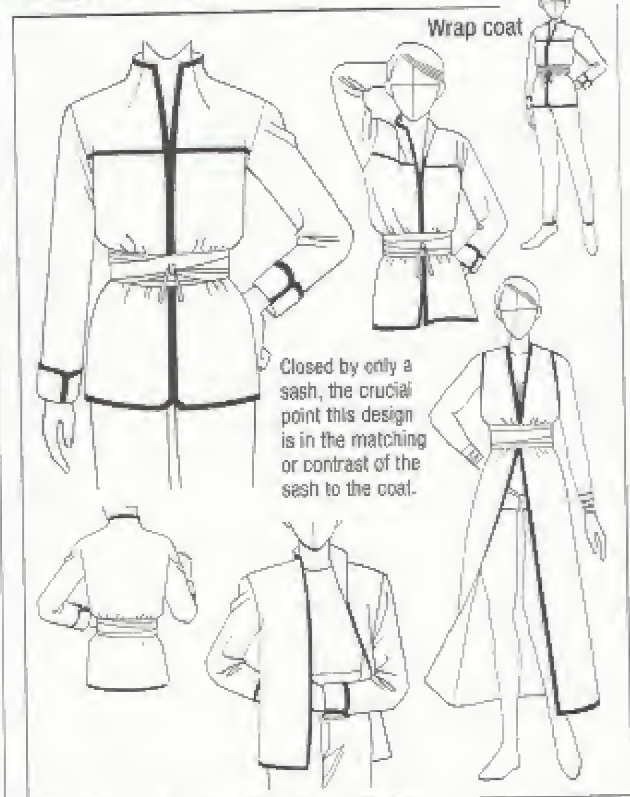 Wrap coat
Closed by only a
sash, the crucial
point this design
is in the matching
or contrast of the
sash to the coat.